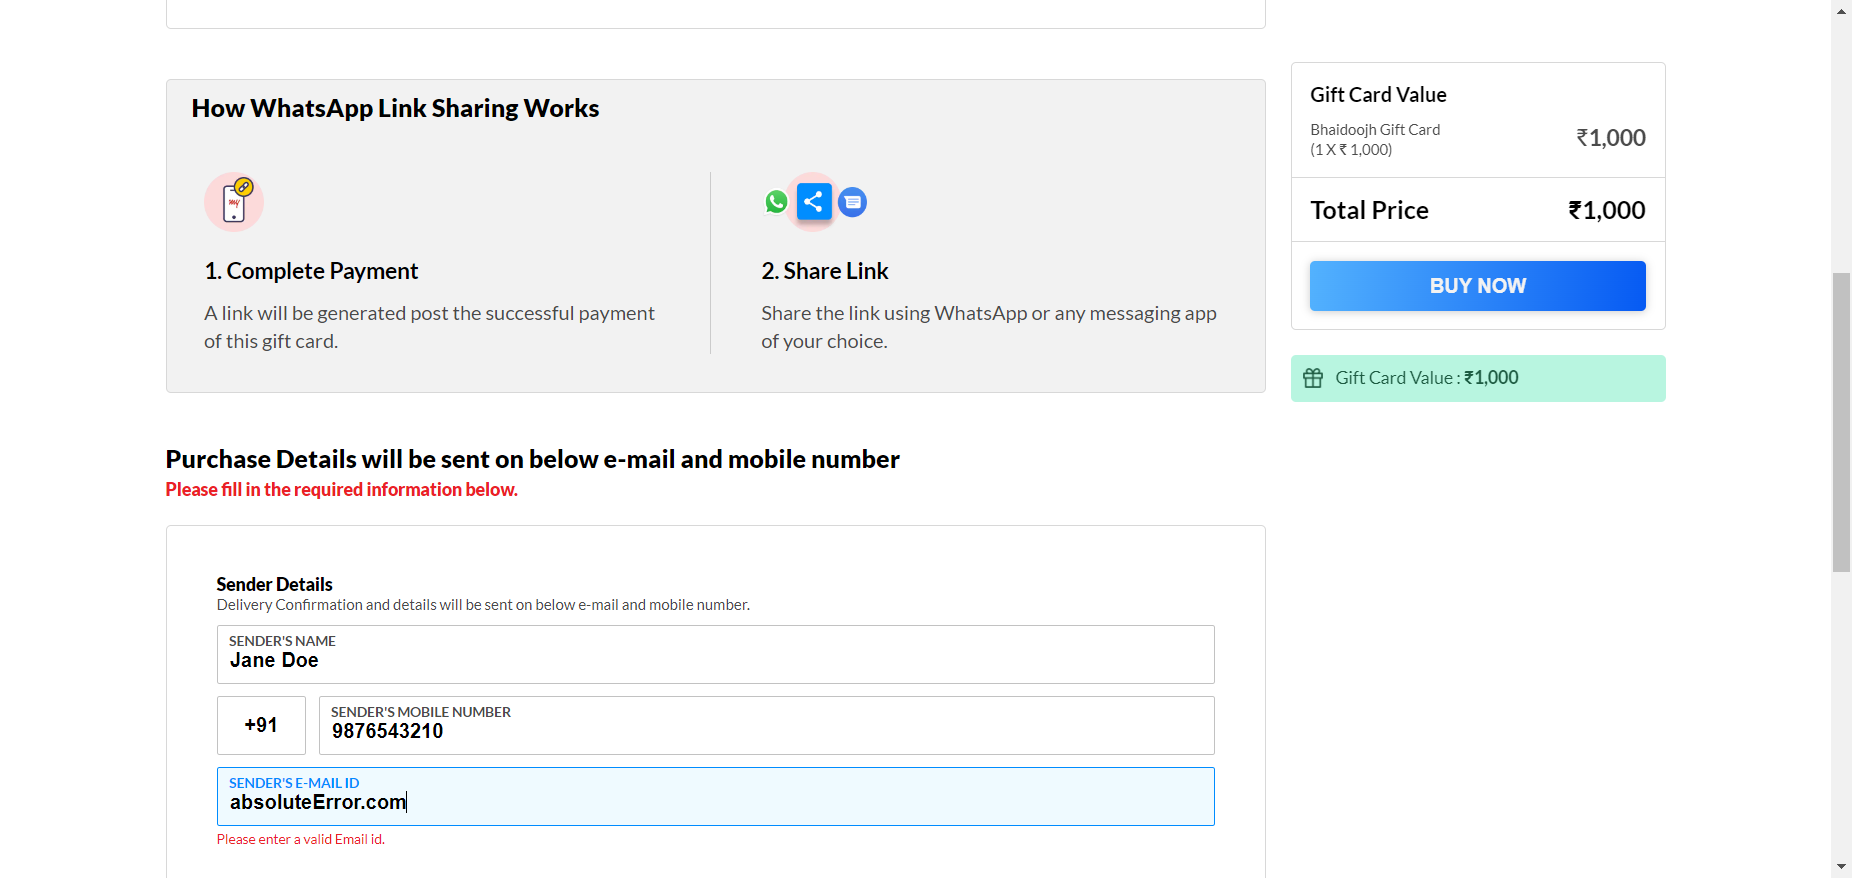 How WhatsApp Link Sharing Works
my
1. Complete Payment
A link will be generated post the successful payment
of this gift card.
2. Share Link
Share the link using WhatsApp or any messaging app
of your choice.
Gift Card Value
Bhaidoojh Gift Card
(1 X ₹ 1,000)
₹1,000
Total Price
₹1,000
BUY NOW
Gift Card Value : ₹1,000
Purchase Details will be sent on below e-mail and mobile number
Please fill in the required information below.
Sender Details
Delivery Confirmation and details will be sent on below e-mail and mobile number.
SENDER'S NAME
Jane Doe
+91
SENDER'S MOBILE NUMBER
9876543210
SENDER'S E-MAIL ID
absoluteError.com
Please enter a valid Email id.